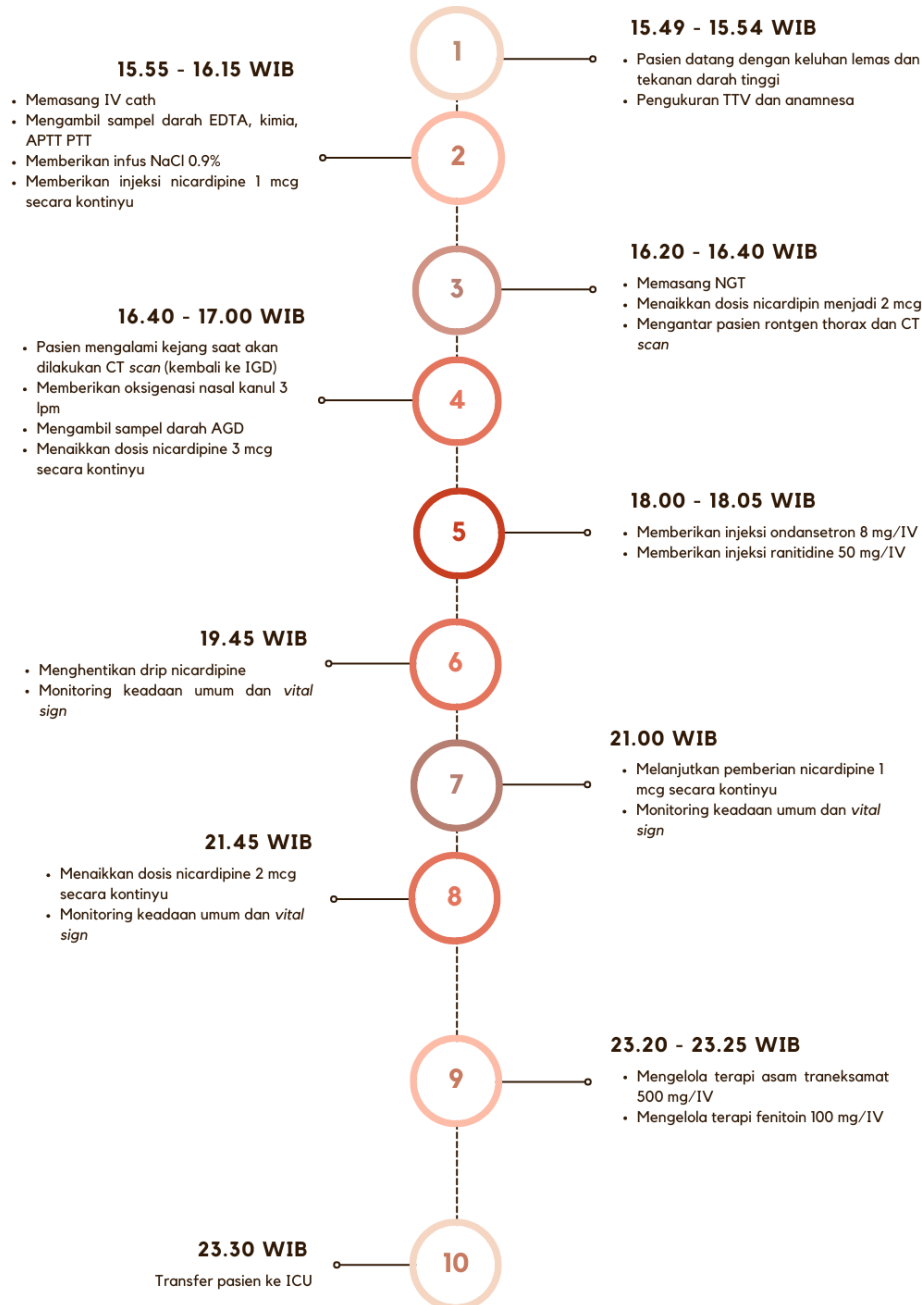 1
15.49 - 15.54 WIB
• Pasien datang dengan keluhan lemas dan
tekanan darah tinggi
• Pengukuran TTV dan anamnesa
15.55 - 16.15 WIB
• Memasang IV cath
• Mengambil sampel darah EDTA, kimia,
APTT PTT
• Memberikan infus NaCl 0.9%
• Memberikan injeksi nicardipine 1 mcg
secara kontinyu
2
3
16.20 - 16.40 WIB
• Memasang NGT
• Menaikkan dosis nicardipin menjadi 2 mcg
• Mengantar pasien rontgen thorax dan CT
scan
16.40 - 17.00 WIB
• Pasien mengalami kejang saat akan
dilakukan CT scan (kembali ke IGD)
• Memberikan oksigenasi nasal kanul 3
lpm
• Mengambil sampel darah AGD
• Menaikkan dosis nicardipine 3 mcg
secara kontinyu
4
5
18.00 - 18.05 WIB
• Memberikan injeksi ondansetron 8 mg/IV
• Memberikan injeksi ranitidine 50 mg/IV
19.45 WIB
• Menghentikan drip nicardipine
• Monitoring keadaan umum dan vital
sign
6
7
21.00 WIB
• Melanjutkan pemberian nicardipine 1
mcg secara kontinyu
• Monitoring keadaan umum dan vital
sign
21.45 WIB
• Menaikkan dosis nicardipine 2 mcg
secara kontinyu
• Monitoring keadaan umum dan vital
sign
8
9
23.20 - 23.25 WIB
• Mengelola terapi asam traneksamat
500 mg/IV
• Mengelola terapi fenitoin 100 mg/IV
23.30 WIB
Transfer pasien ke ICU
10